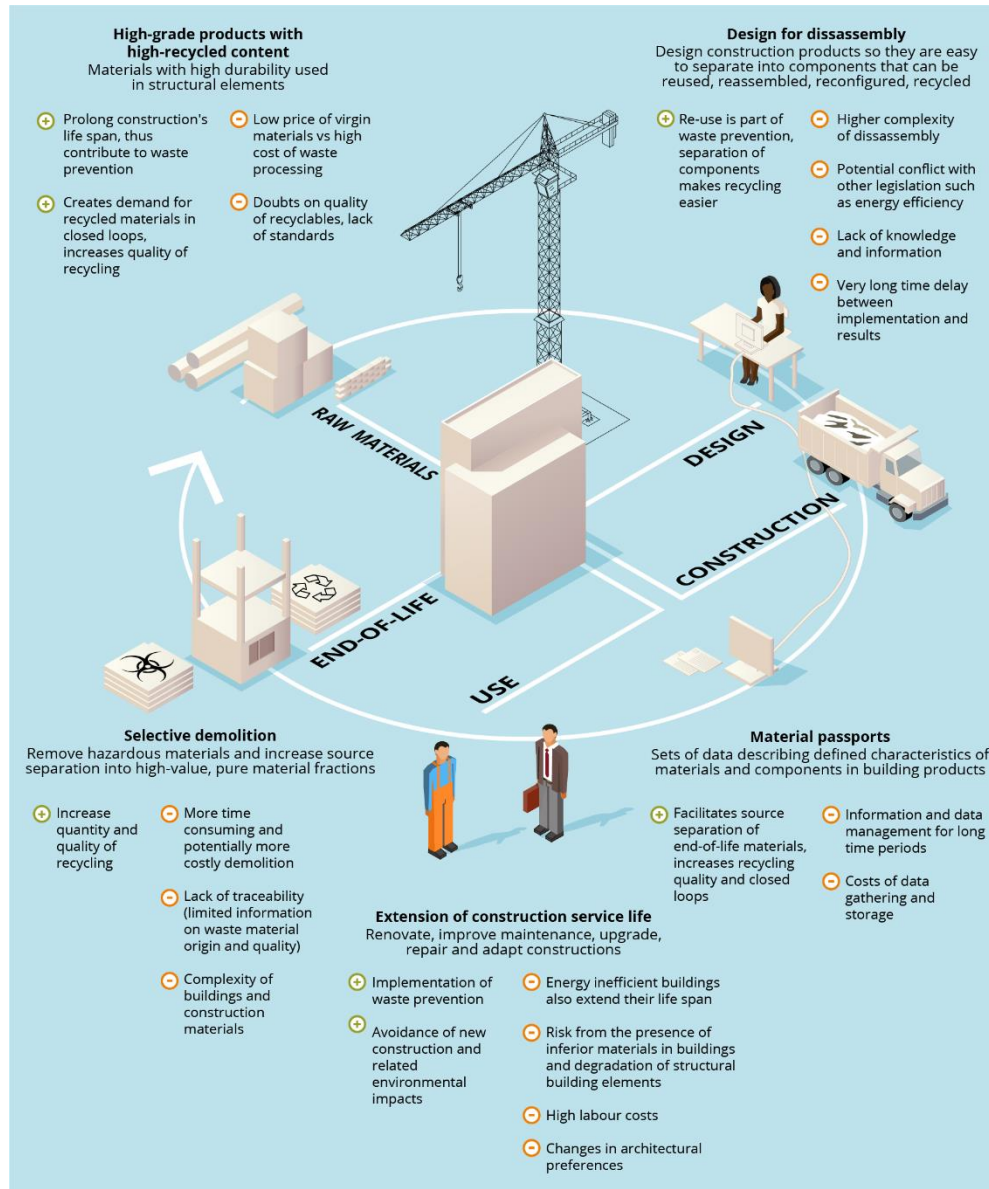 High-grade products with
high-recycled content
Materials with high durability used
in structural elements
Prolong construction's
life span, thus
contribute to waste
prevention
Creates demand for
recycled materials in
closed loops,
increases quality of
recycling
Low price of virgin
materials vs high
cost of waste
processing
Doubts on quality
of recyclables, lack
of standards
Design for disassembly
Design construction products so they are easy
to separate into components that can be
reused, reassembled, reconfigured, recycled
Re-use is part of
waste prevention,
separation of
components
makes recycling
easier
Higher complexity
of disassembly
Potential conflict with
other legislation such
as energy efficiency
Lack of knowledge
and information
Very long time delay
between
implementation and
results
RAW MATERIALS
DESIGN
CONSTRUCTION
END-OF-LIFE
USE
Selective demolition
Remove hazardous materials and increase source
separation into high-value, pure material fractions
Increase
quantity and
quality of
recycling
More time
consuming and
potentially more
costly demolition
Lack of traceability
(limited information
on waste material
origin and quality)
Complexity of
buildings and
construction
materials
Material passports
Sets of data describing defined characteristics of
materials and components in building products
Facilitates source
separation of
end-of-life materials,
increases recycling
quality and closed
loops
Information and data
management for long
time periods
Costs of data
gathering and
storage
Extension of construction service life
Renovate, improve maintenance, upgrade,
repair and adapt constructions
Implementation of
waste prevention
Avoidance of new
construction and
related
environmental
impacts
Energy inefficient buildings
also extend their life span
Risk from the presence of
inferior materials in buildings
and degradation of structural
building elements
High labour costs
Changes in architectural
preferences